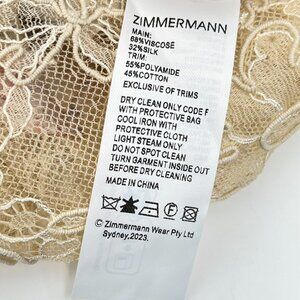 ZIMMERMANN
MAIN:
68%VISCOSE
32%SILK
TRIM:
55%POLYAMIDE
45%COTTON
EXCLUSIVE OF TRIMS
DRY CLEAN ONLY CODE F
WITH PROTECTIVE BAG
COOL IRON WITH
PROTECTIVE CLOTH
LIGHT STEAM ONLY
DO NOT SPOT CLEAN
TURN GARMENT INSIDE OUT
BEFORE DRY CLEANING
MADE IN CHINA
F
© Zimmermann Wear Pty Ltd
Sydney,2023.